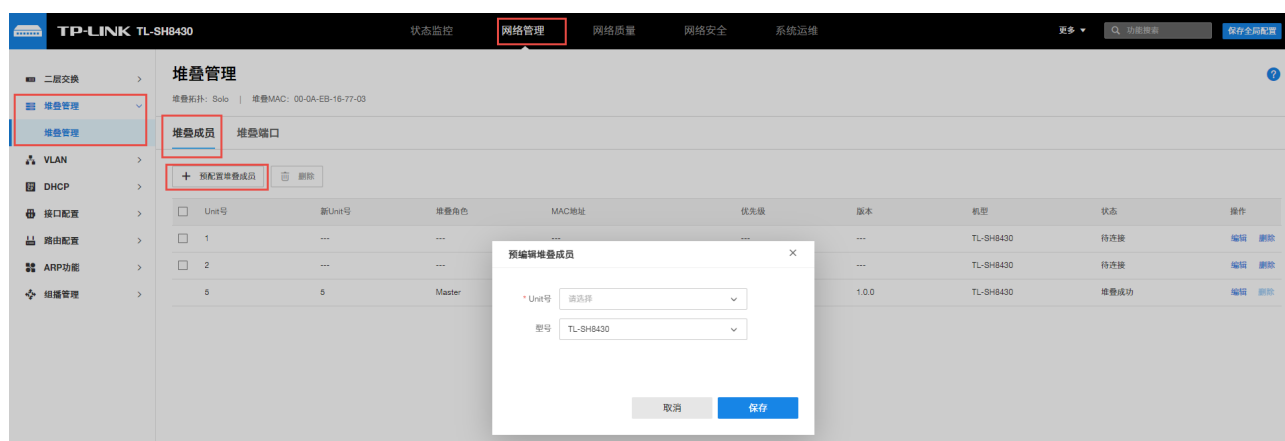 TP-LINK TL-SH8430 状态监控 网络管理 网络质量 网络安全 系统运维 更多 功能搜索 保存全局配置
二层交换
堆叠管理
堆叠管理
VLAN
DHCP
接口配置
路由配置
ARP功能
组播管理
堆叠管理
堆叠拓扑: Solo | 堆叠MAC: 00-0A-EB-16-77-03
堆叠成员 堆叠端口
+ 预配置堆叠成员 删除
Unit号 新Unit号 堆叠角色 MAC地址 优先级 版本 机型 状态 操作
1 --- --- --- --- --- TL-SH8430 待连接 编辑 删除
2 --- --- --- TL-SH8430 待连接 编辑 删除
5 5 Master 1.0.0 TL-SH8430 堆叠成功 编辑 删除
预编辑堆叠成员
* Unit号 请选择
型号 TL-SH8430
取消 保存